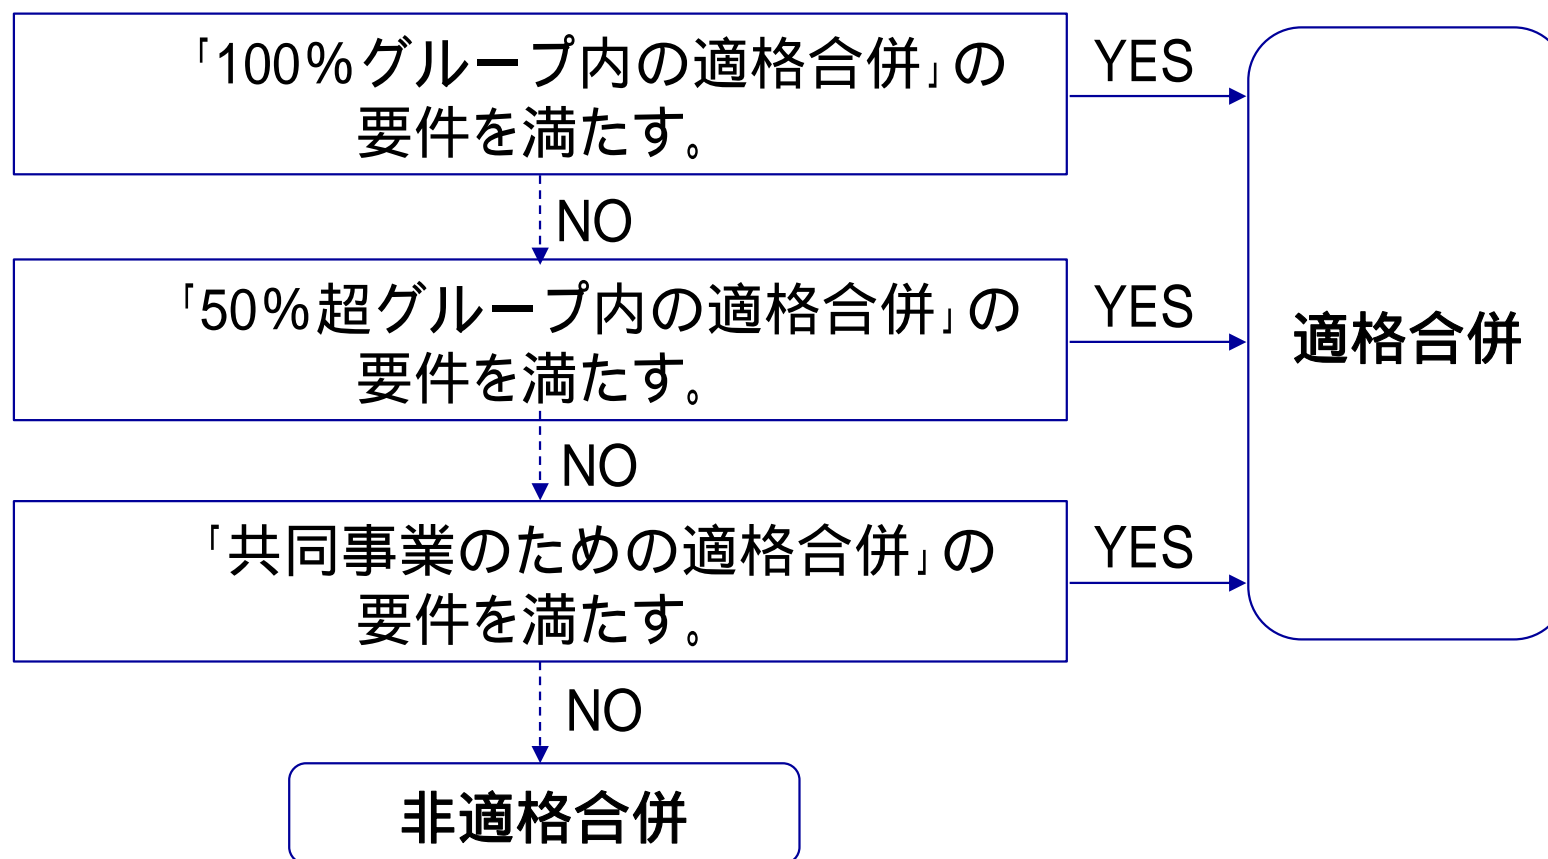 「100%グループ内の適格合併」の
要件を満たす。
YES
NO
「50%超グループ内の適格合併」の
要件を満たす。
YES
適格合併
NO
「共同事業のための適格合併」の
要件を満たす。
YES
NO
非適格合併